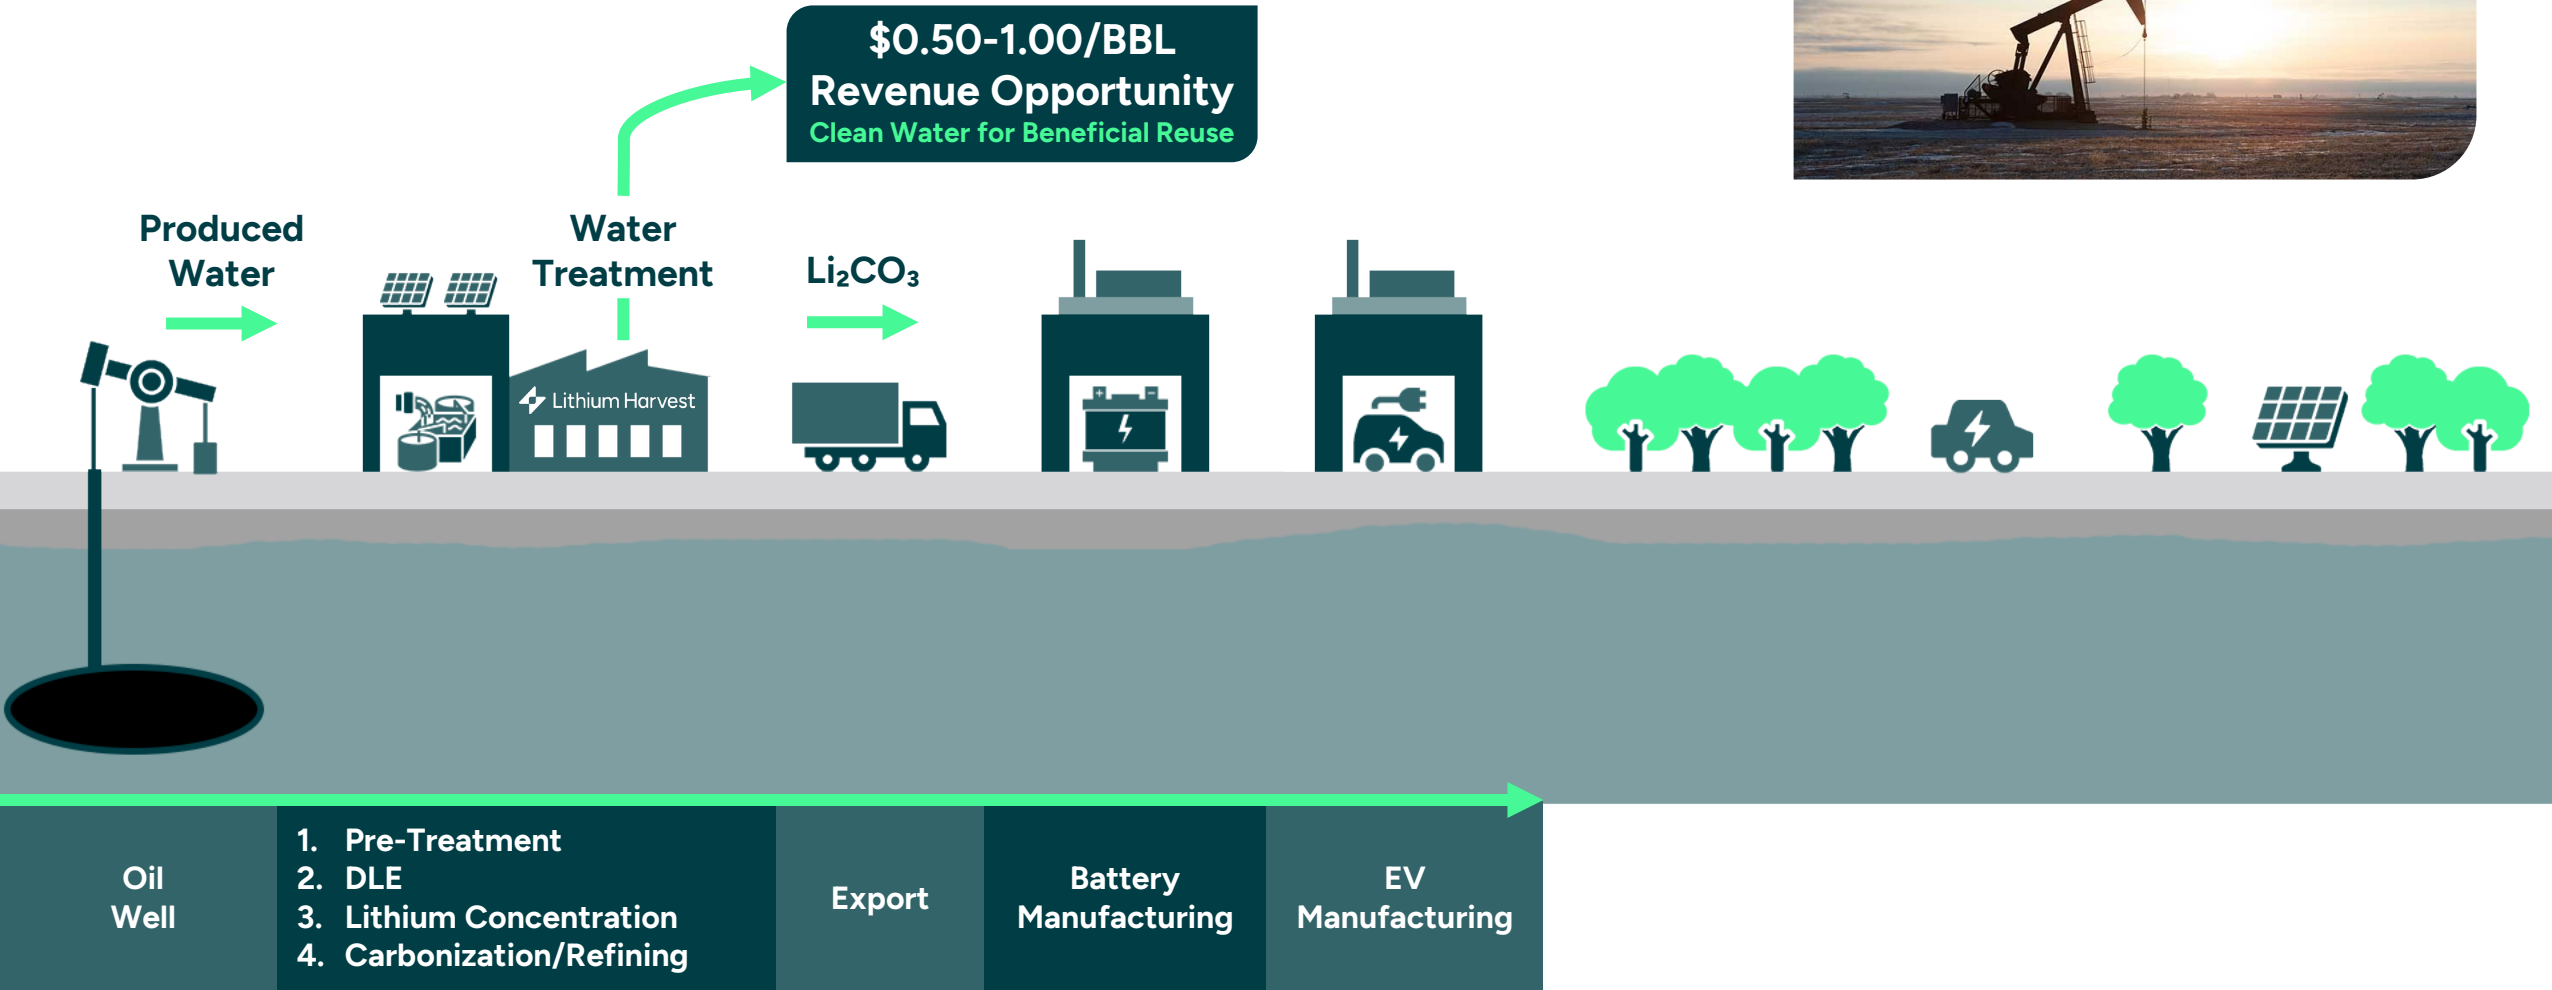 $0.50-1.00/BBL
Revenue Opportunity
Clean Water for Beneficial Reuse
Produced
Water
Water
Treatment
Li₂CO₃
Lithium Harvest
Oil
Well
1. Pre-Treatment
2. DLE
3. Lithium Concentration
4. Carbonization/Refining
Export
Battery
Manufacturing
EV
Manufacturing